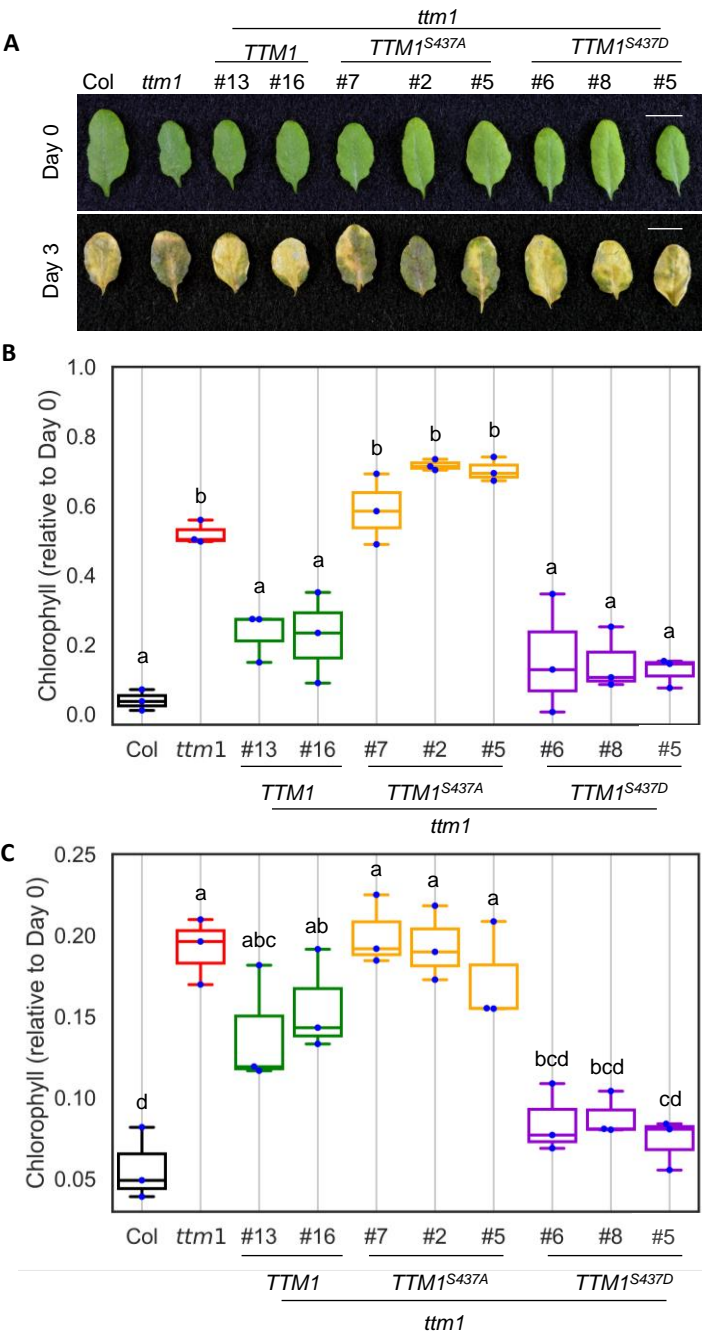 ttm1
A
TTM1 TTM1S437A TTM1S437D
Col ttm1 #13 #16 #7 #2 #5 #6 #8 #5
Day 0
Day 3
B
Chlorophyll (relative to Day 0)
1.0
0.8
0.6
0.4
0.2
0.0
a b a a b b b a a a
Col ttm1 #13 #16 #7 #2 #5 #6 #8 #5
TTM1 TTM1S437A TTM1S437D
ttm1
C
Chlorophyll (relative to Day 0)
0.25
0.20
0.15
0.10
0.05
d a abc ab a a a bcd bcd cd
Col ttm1 #13 #16 #7 #2 #5 #6 #8 #5
TTM1 TTM1S437A TTM1S437D
ttm1